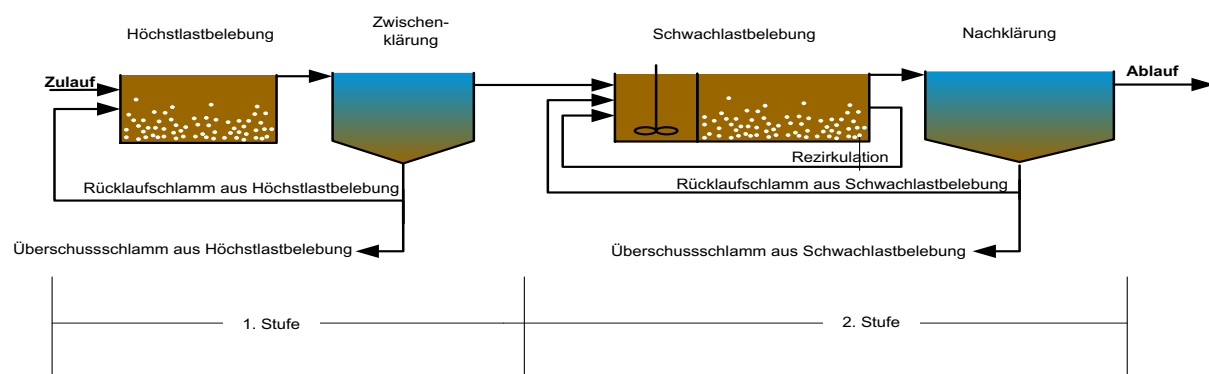 Höchstlastbelebung
Zwischen-
klärung
Schwachlastbelebung
Nachklärung
Zulauf
Ablauf
Rezirkulation
Rücklaufschlamm aus Höchstlastbelebung
Rücklaufschlamm aus Schwachlastbelebung
Überschussschlamm aus Höchstlastbelebung
Überschussschlamm aus Schwachlastbelebung
1. Stufe
2. Stufe